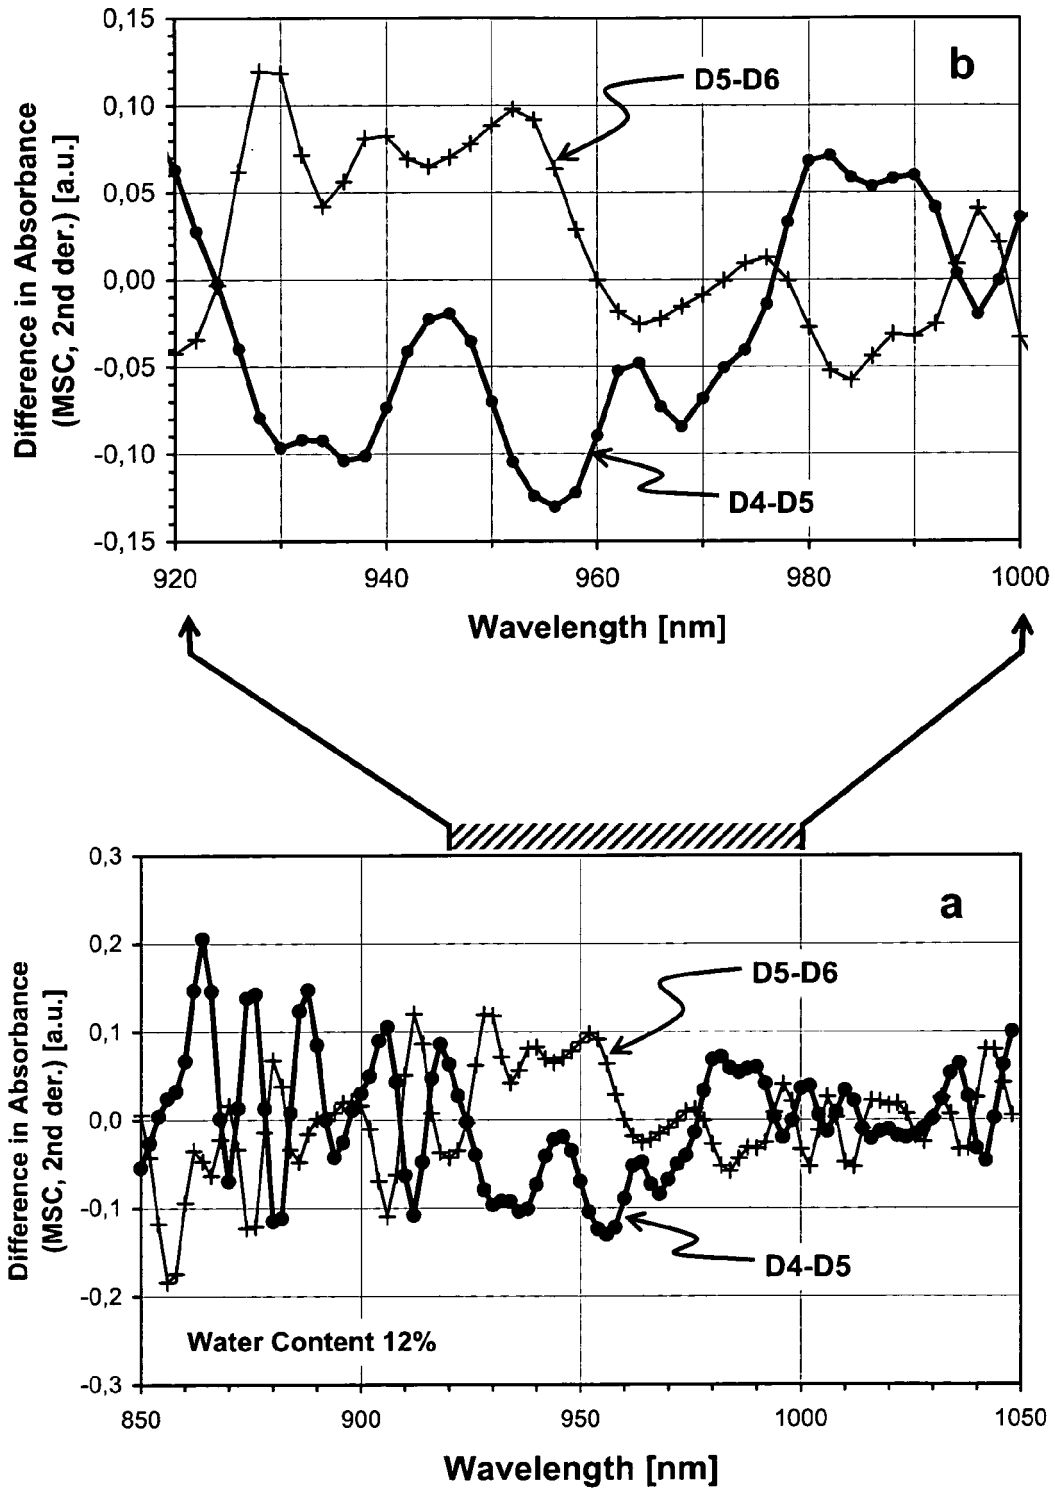 0,15
b
D5-D6
0,10
0,05
0,00
-0,05
-0,10
D4-D5
-0,15
Difference in Absorbance
(MSC, 2nd der.) [a.u.]
920 940 960 980 1000
Wavelength [nm]
0,3
a
0,2
D5-D6
0,1
0,0
-0,1
D4-D5
-0,2
Water Content 12%
-0,3
Difference in Absorbance
(MSC, 2nd der.) [a.u.]
850 900 950 1000 1050
Wavelength [nm]